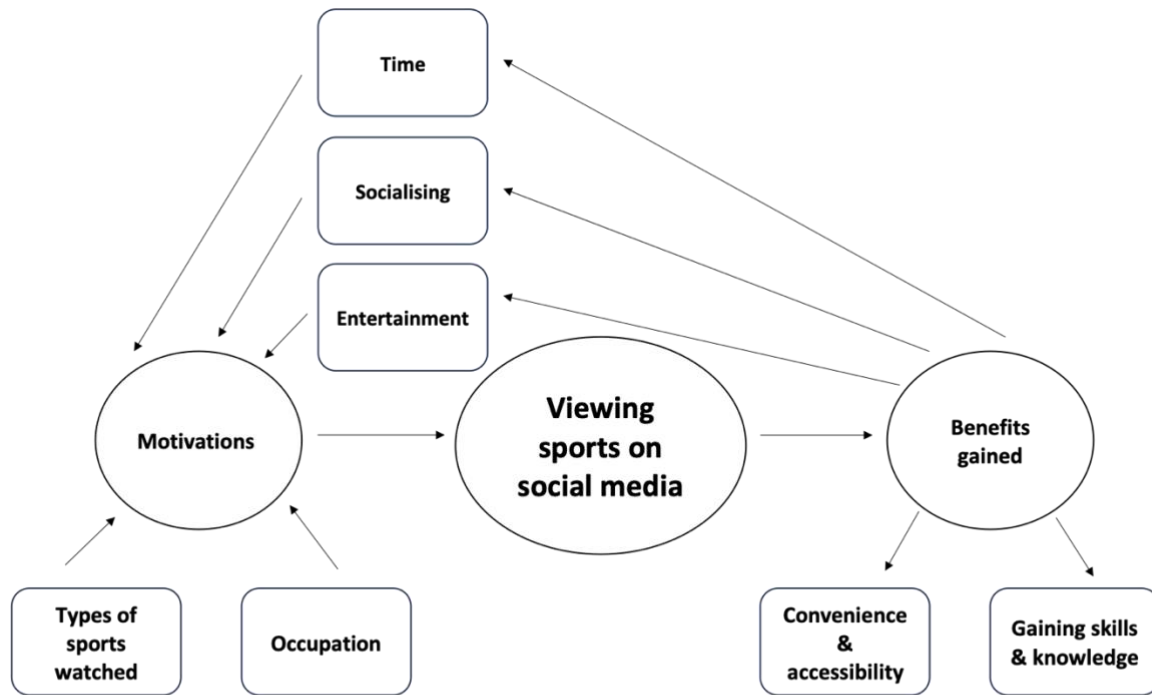 Time
Socialising
Entertainment
Motivations
Viewing
sports on
social media
Benefits
gained
Types of
sports
watched
Occupation
Convenience
&
accessibility
Gaining skills
& knowledge